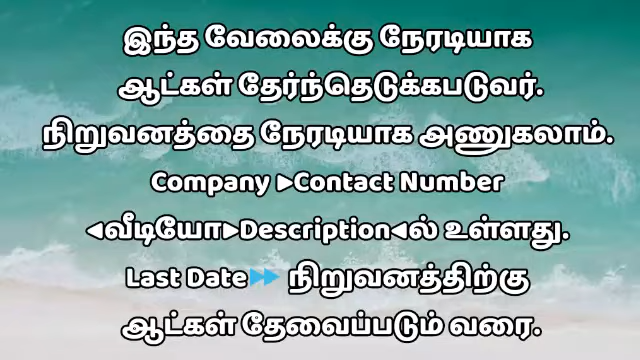 இந்த வேலைக்கு நேரடியாக
ஆட்கள் தேர்ந்தெடுக்கபடுவர்.
நிறுவனத்தை நேரடியாக அணுகலாம்.
Company ▶Contact Number
◀வீடியோ▶Description◀ல் உள்ளது.
Last Date⏩ நிறுவனத்திற்கு
ஆட்கள் தேவைப்படும் வரை.